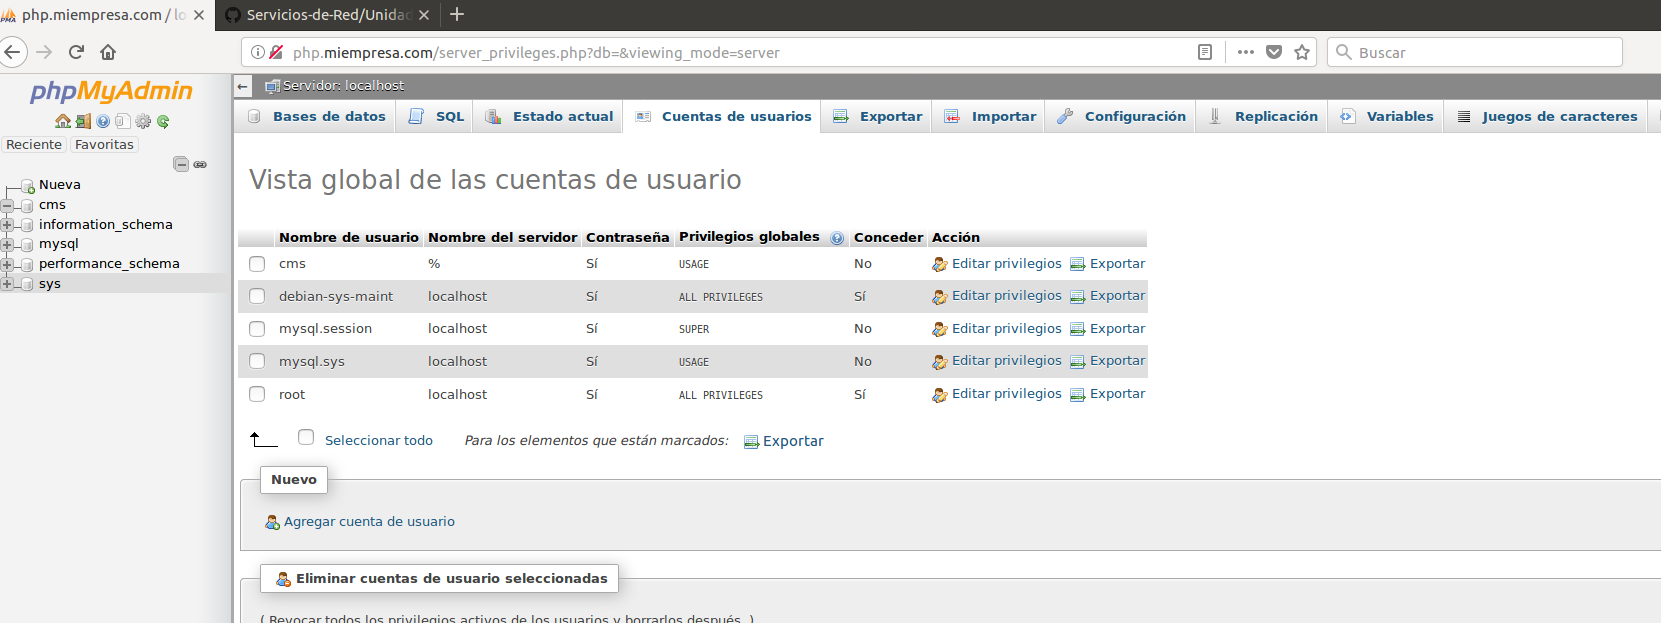 php.miempresa.com / lo
Servicios-de-Red/Unida
php.miempresa.com/server_privileges.php?db=&viewing_mode=server
Buscar
phpMyAdmin
Reciente Favoritas
Nueva
cms
information_schema
mysql
performance_schema
sys
Servidor: localhost
Bases de datos SQL Estado actual Cuentas de usuarios Exportar Importar Configuración Replicación Variables Juegos de caracteres
Vista global de las cuentas de usuario
Nombre de usuario Nombre del servidor Contraseña Privilegios globales Conceder Acción
cms % Sí USAGE No Editar privilegios Exportar
debian-sys-maint localhost Sí ALL PRIVILEGES Sí Editar privilegios Exportar
mysql.session localhost Sí SUPER No Editar privilegios Exportar
mysql.sys localhost Sí USAGE No Editar privilegios Exportar
root localhost Sí ALL PRIVILEGES Sí Editar privilegios Exportar
Seleccionar todo Para los elementos que están marcados: Exportar
Nuevo
Agregar cuenta de usuario
Eliminar cuentas de usuario seleccionadas
( Revocar todos los privilegios activos de los usuarios y borrarlos después. )